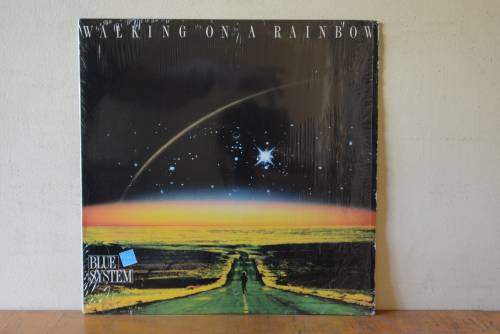 WALKING ON A RAINBOW
BLUE
SYSTEM